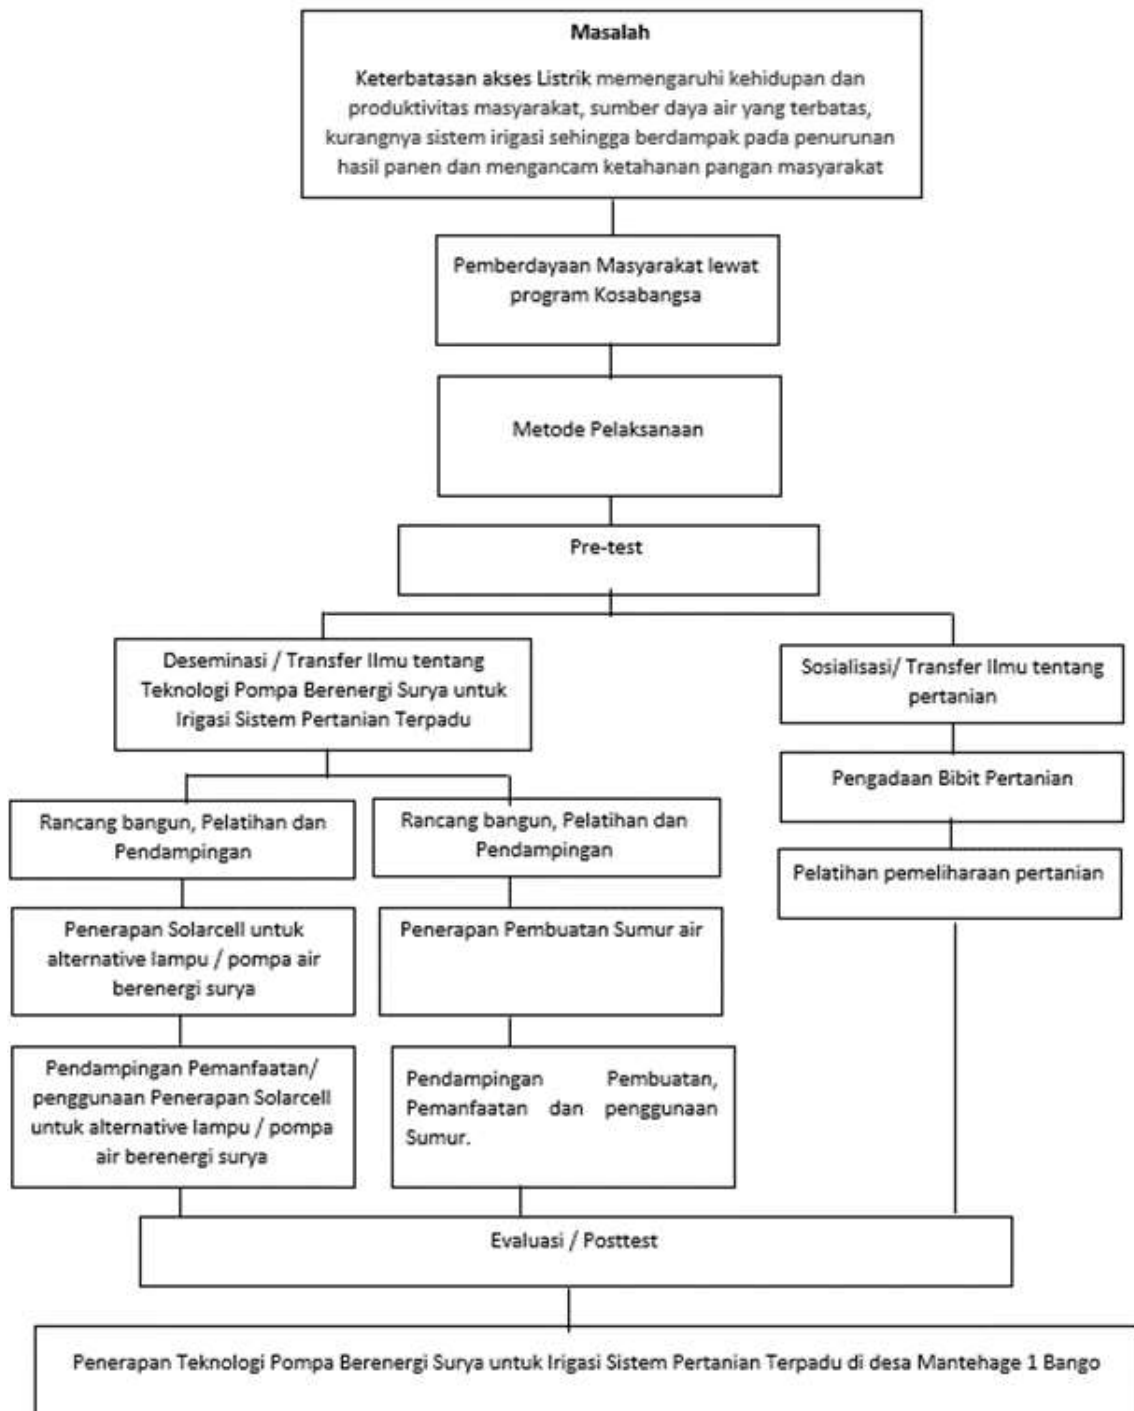 Masalah
Keterbatasan akses Listrik memengaruhi kehidupan dan
produktivitas masyarakat, sumber daya air yang terbatas,
kurangnya sistem irigasi sehingga berdampak pada penurunan
hasil panen dan mengancam ketahanan pangan masyarakat
Pemberdayaan Masyarakat lewat
program Kosabangsa
Metode Pelaksanaan
Pre-test
Deseminasi / Transfer Ilmu tentang
Teknologi Pompa Berenergi Surya untuk
Irigasi Sistem Pertanian Terpadu
Rancang bangun, Pelatihan dan
Pendampingan
Penerapan Solarcell untuk
alternative lampu / pompa air
berenergi surya
Pendampingan Pemanfaatan/
penggunaan Penerapan Solarcell
untuk alternative lampu / pompa
air berenergi surya
Rancang bangun, Pelatihan dan
Pendampingan
Penerapan Pembuatan Sumur air
Pendampingan Pembuatan,
Pemanfaatan dan penggunaan
Sumur.
Sosialisasi/ Transfer Ilmu tentang
pertanian
Pengadaan Bibit Pertanian
Pelatihan pemeliharaan pertanian
Evaluasi / Posttest
Penerapan Teknologi Pompa Berenergi Surya untuk Irigasi Sistem Pertanian Terpadu di desa Mantehage 1 Bango